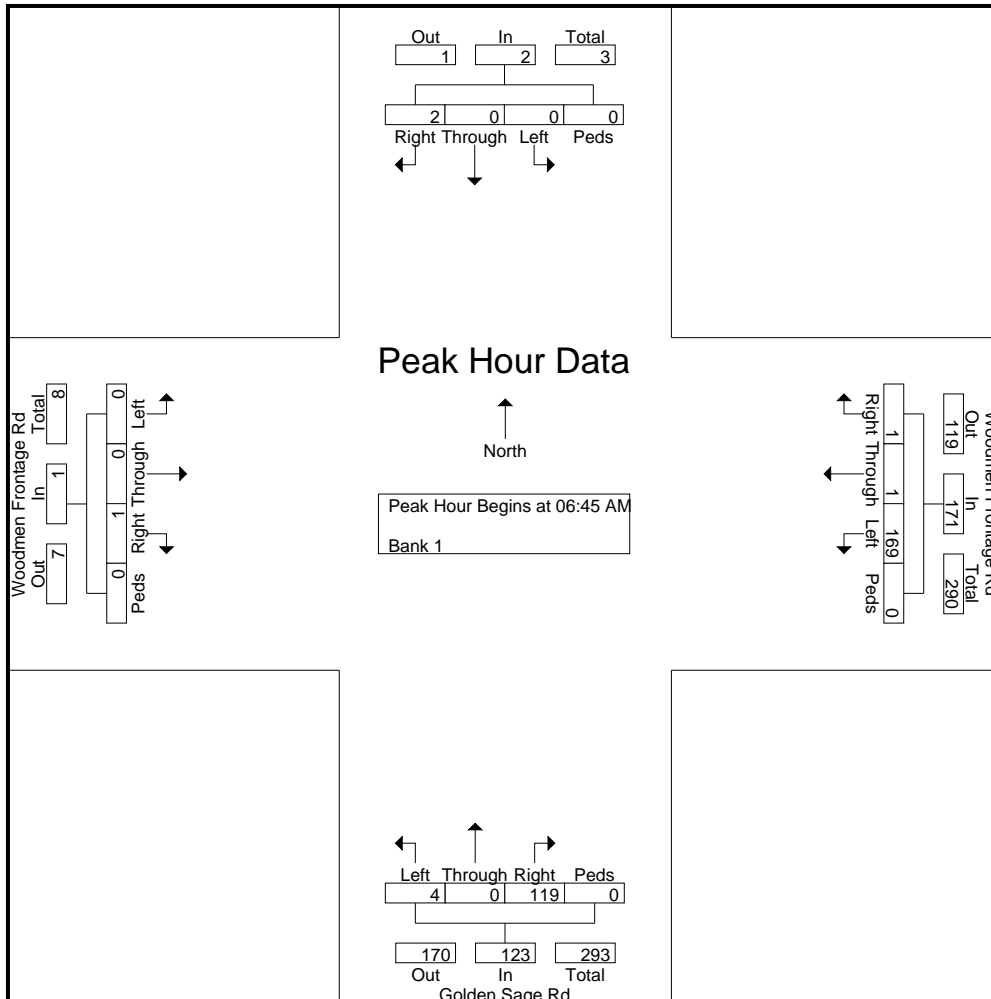 Out In Total
1 2 3
2 0 0 0
Right Through Left Peds
Peak Hour Data
North
Peak Hour Begins at 06:45 AM
Bank 1
Woodmen Frontage Rd
Out In Total
7 1 8
0 0 1 0
Left Through Right Peds
Woodmen Frontage Rd
Out In Total
119 171 290
1 1 169 0
Right Through Left Peds
Left Through Right Peds
4 0 119 0
170 123 293
Out In Total
Golden Sage Rd